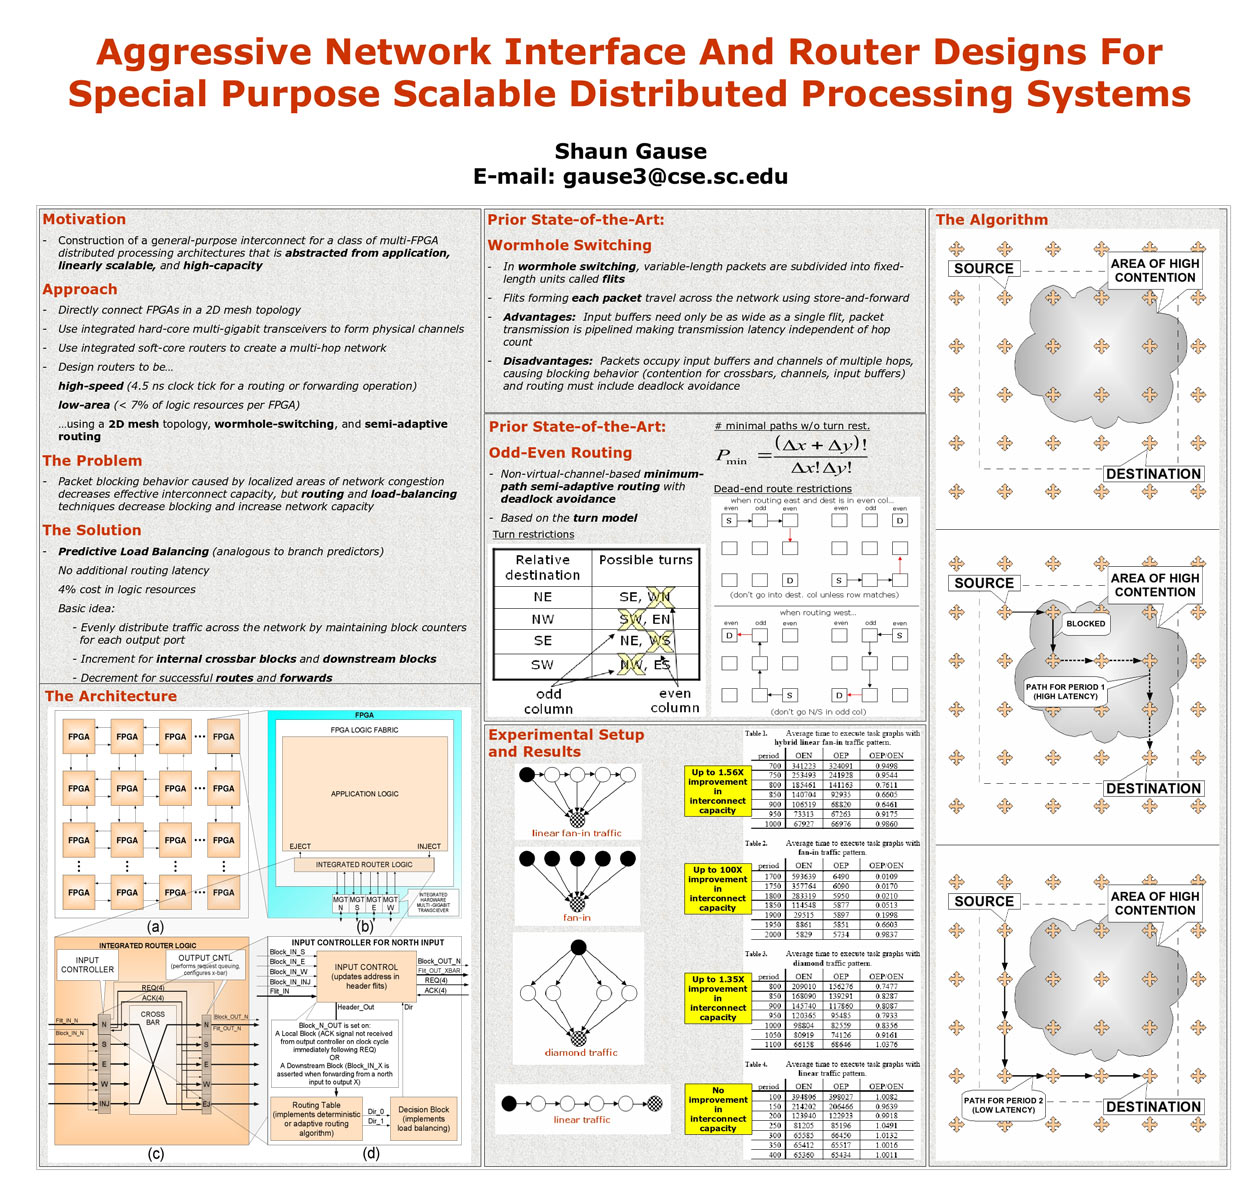 Aggressive Network Interface And Router Designs For
Special Purpose Scalable Distributed Processing Systems
Shaun Gause
E-mail: gause3@cse.sc.edu
Motivation
- Construction of a general-purpose interconnect for a class of multi-FPGA
distributed processing architectures that is abstracted from application,
linearly scalable, and high-capacity
Approach
- Directly connect FPGAs in a 2D mesh topology
- Use integrated hard-core multi-gigabit transceivers to form physical channels
- Use integrated soft-core routers to create a multi-hop network
- Design routers to be…
high-speed (4.5 ns clock tick for a routing or forwarding operation)
low-area (< 7% of logic resources per FPGA)
…using a 2D mesh topology, wormhole-switching, and semi-adaptive
routing
The Problem
- Packet blocking behavior caused by localized areas of network congestion
decreases effective interconnect capacity, but routing and load-balancing
techniques decrease blocking and increase network capacity
The Solution
- Predictive Load Balancing (analogous to branch predictors)
No additional routing latency
4% cost in logic resources
Basic idea:
- Evenly distribute traffic across the network by maintaining block counters
for each output port
- Increment for internal crossbar blocks and downstream blocks
- Decrement for successful routes and forwards
The Architecture
FPGA FPGA FPGA FPGA
FPGA FPGA FPGA FPGA
FPGA FPGA FPGA FPGA
FPGA FPGA FPGA FPGA
(a)
FPGA
FPGA LOGIC FABRIC
APPLICATION LOGIC
EJECT
INJECT
INTEGRATED ROUTER LOGIC
MGT MGT MGT MGT
N S E W
INTEGRATED
HARDWARE
MULTI-GIGABIT
TRANSCIEVER
(b)
INTEGRATED ROUTER LOGIC
INPUT
CONTROLLER
OUTPUT CNTL
(performs request queuing,
configures x-bar)
REQ(4)
ACK(4)
CROSS
BAR
Flit_IN_N
Block_IN_N
Block_OUT_N
Flit_OUT_N
N N
S S
E E
W W
INJ EJ
(c)
INPUT CONTROLLER FOR NORTH INPUT
Block_IN_S
Block_IN_E
Block_IN_W
Block_IN_INJ
Flit_IN
INPUT CONTROL
(updates address in
header flits)
Block_OUT_N
Flit_OUT_XBAR
REQ(4)
ACK(4)
Header_Out
Dir
Block_N_OUT is set on:
A Local Block (ACK signal not received
from output controller on clock cycle
immediately following REQ)
OR
A Downstream Block (Block_IN_X is
asserted when forwarding from a north
input to output X)
Routing Table
(implements deterministic
or adaptive routing
algorithm)
Dir_0
Dir_1
Decision Block
(implements
load balancing)
(d)
Prior State-of-the-Art:
Wormhole Switching
- In wormhole switching, variable-length packets are subdivided into fixed-
length units called flits
- Flits forming each packet travel across the network using store-and-forward
- Advantages: Input buffers need only be as wide as a single flit, packet
transmission is pipelined making transmission latency independent of hop
count
- Disadvantages: Packets occupy input buffers and channels of multiple hops,
causing blocking behavior (contention for crossbars, channels, input buffers)
and routing must include deadlock avoidance
Prior State-of-the-Art:
Odd-Even Routing
- Non-virtual-channel-based minimum-
path semi-adaptive routing with
deadlock avoidance
- Based on the turn model
Turn restrictions
Relative destination Possible turns
NE SE, WN
NW SW, EN
SE NE, WS
SW NW, ES
odd column
even column
# minimal paths w/o turn rest.
Pmin = (Δx + Δy)! / Δx! Δy!
Dead-end route restrictions
when routing east and dest is in even col...
even odd even even odd even
S D
D S
(don't go into dest. col unless row matches)
when routing west...
even odd even even odd even
D S
S D
(don't go N/S in odd col)
Experimental Setup
and Results
linear fan-in traffic
fan-in
diamond traffic
linear traffic
Up to 1.56X
improvement
in
interconnect
capacity
Table 1. Average time to execute task graphs with
hybrid linear fan-in traffic pattern.
period OEN OEP OEP/OEN
700 341223 324091 0.9498
750 253493 241928 0.9544
800 185461 141163 0.7611
850 140704 92935 0.6605
900 106519 68820 0.6461
950 73313 67263 0.9175
1000 67927 66976 0.9860
Up to 100X
improvement
in
interconnect
capacity
Table 2. Average time to execute task graphs with
fan-in traffic pattern.
period OEN OEP OEP/OEN
1700 593639 6490 0.0109
1750 357764 6090 0.0170
1800 283319 5950 0.0210
1850 114548 5877 0.0513
1900 29515 5897 0.1998
1950 8861 5851 0.6603
2000 5829 5734 0.9837
Up to 1.35X
improvement
in
interconnect
capacity
Table 3. Average time to execute task graphs with
diamond traffic pattern.
period OEN OEP OEP/OEN
800 209010 156276 0.7477
850 168090 139291 0.8287
900 145740 117860 0.8087
950 120365 95485 0.7933
1000 98804 82559 0.8356
1050 80919 74126 0.9161
1100 66158 68646 1.0376
No
improvement
in
interconnect
capacity
Table 4. Average time to execute task graphs with
linear traffic pattern.
period OEN OEP OEP/OEN
100 394806 398027 1.0082
150 214202 206466 0.9639
200 123940 122923 0.9918
250 81205 85196 1.0491
300 65585 66450 1.0132
350 65412 65517 1.0016
400 65360 65434 1.0011
The Algorithm
SOURCE
AREA OF HIGH
CONTENTION
DESTINATION
SOURCE
AREA OF HIGH
CONTENTION
BLOCKED
PATH FOR PERIOD 1
(HIGH LATENCY)
DESTINATION
SOURCE
AREA OF HIGH
CONTENTION
PATH FOR PERIOD 2
(LOW LATENCY)
DESTINATION